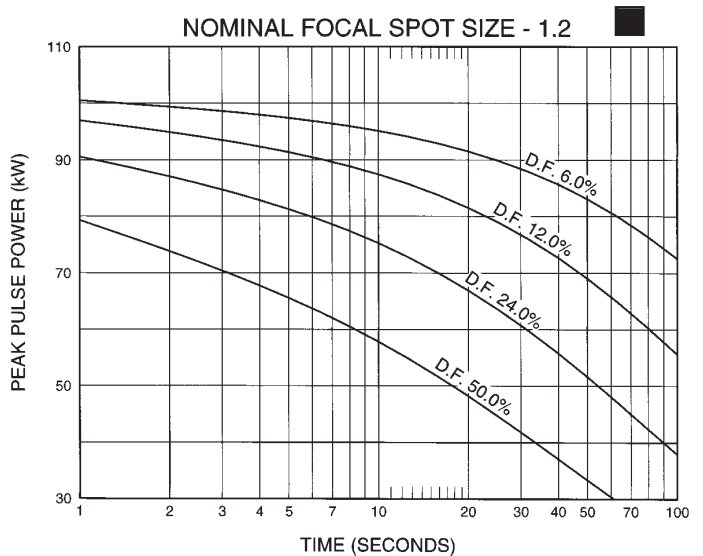 NOMINAL FOCAL SPOT SIZE - 1.2
PEAK PULSE POWER (kW)
110
90
70
50
30
D.F. 6.0%
D.F. 12.0%
D.F. 24.0%
D.F. 50.0%
1 2 3 4 5 7 10 20 30 40 50 70 100
TIME (SECONDS)